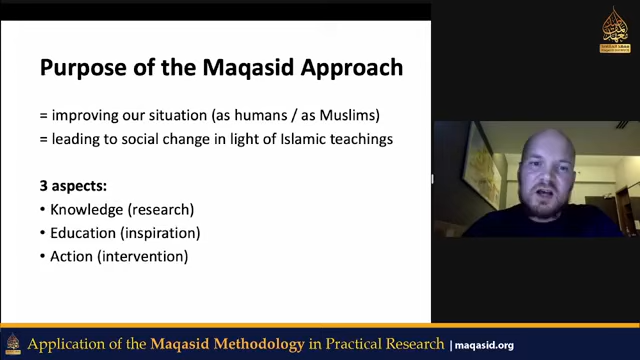 Purpose of the Maqasid Approach
= improving our situation (as humans / as Muslims)
= leading to social change in light of Islamic teachings
3 aspects:
• Knowledge (research)
• Education (inspiration)
• Action (intervention)
Application of the Maqasid Methodology in Practical Research | maqasid.org